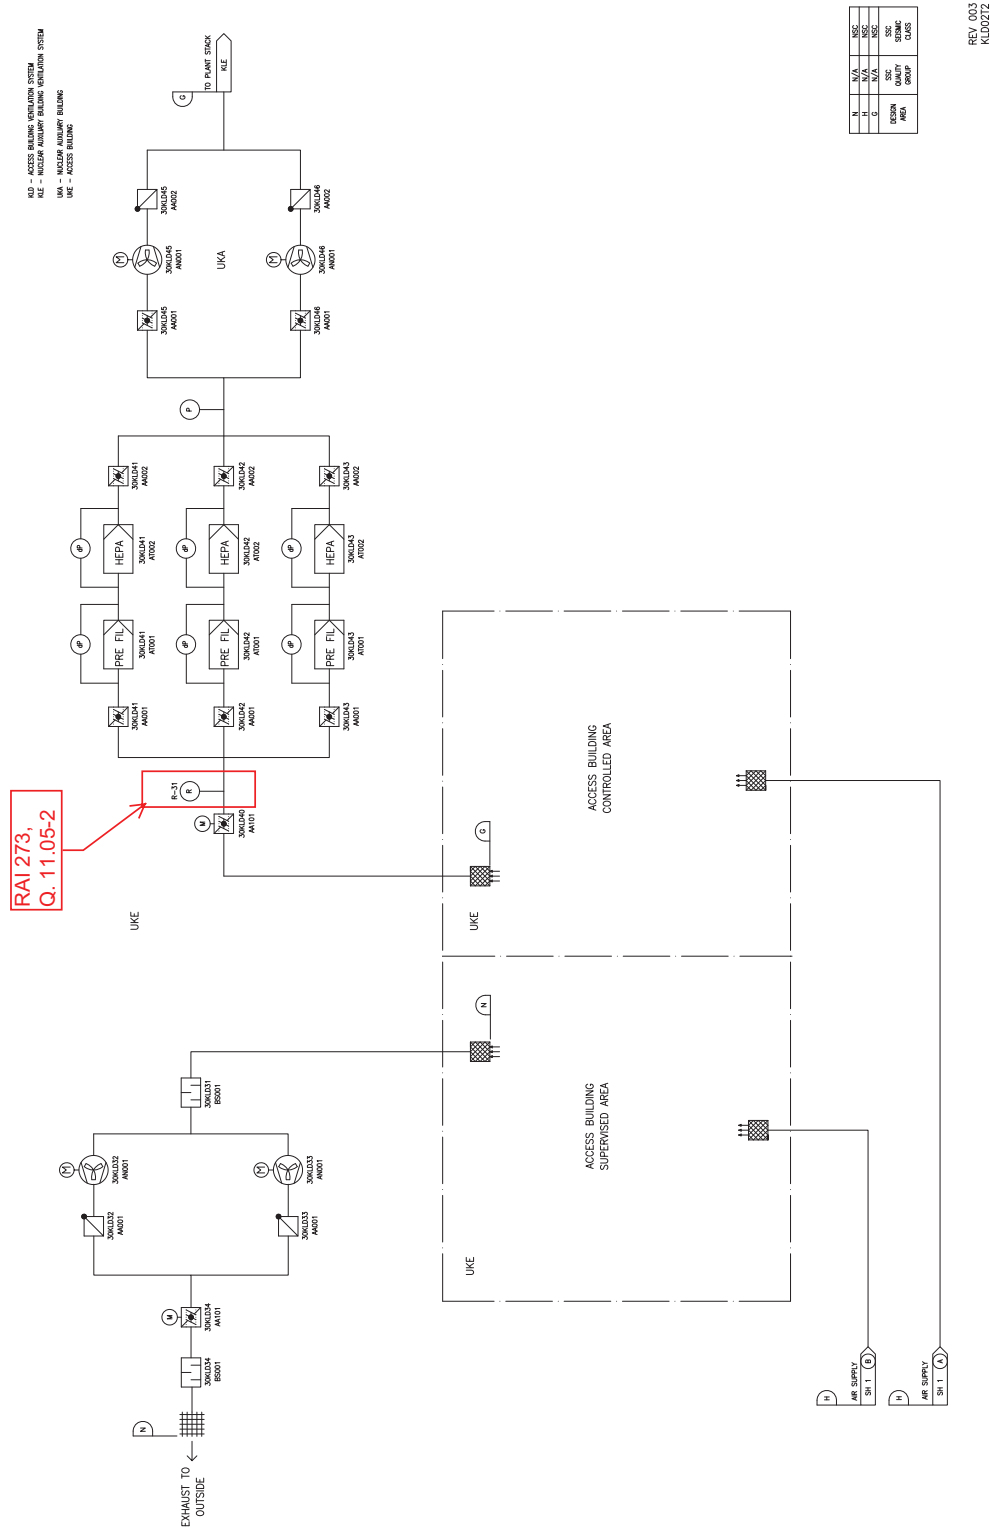 KLD – ACCESS BUILDING VENTILATION SYSTEM
KLE – NUCLEAR AUXILIARY BUILDING VENTILATION SYSTEM
UKA – NUCLEAR AUXILIARY BUILDING
UKE – ACCESS BUILDING
G
TO PLANT STACK
KLE
N N/A NSC
H N/A NSC
G N/A NSC
DESIGN AREA
SSC QUALITY GROUP
SSC SEISMIC CLASS
REV 003
KLD02T2
30KLD45
AA002
30KLD46
AA002
M
30KLD45
AN001
UKA
M
30KLD46
AN001
30KLD45
AA001
30KLD46
AA001
P
30KLD41
AA002
30KLD42
AA002
30KLD43
AA002
dP
HEPA
30KLD41
AT002
dP
HEPA
30KLD42
AT002
dP
HEPA
30KLD43
AT002
dP
PRE FIL
30KLD41
AT001
dP
PRE FIL
30KLD42
AT001
dP
PRE FIL
30KLD43
AT001
30KLD41
AA001
30KLD42
AA001
30KLD43
AA001
R-31
R
RAI 273,
Q. 11.05-2
M
30KLD40
AA101
UKE
G
UKE
ACCESS BUILDING
CONTROLLED AREA
N
ACCESS BUILDING
SUPERVISED AREA
UKE
30KLD31
BS001
M
30KLD32
AN001
M
30KLD33
AN001
30KLD32
AA001
30KLD33
AA001
M
30KLD34
AA101
30KLD34
BS001
N
EXHAUST TO
OUTSIDE
H
AIR SUPPLY
SH 1 B
H
AIR SUPPLY
SH 1 A